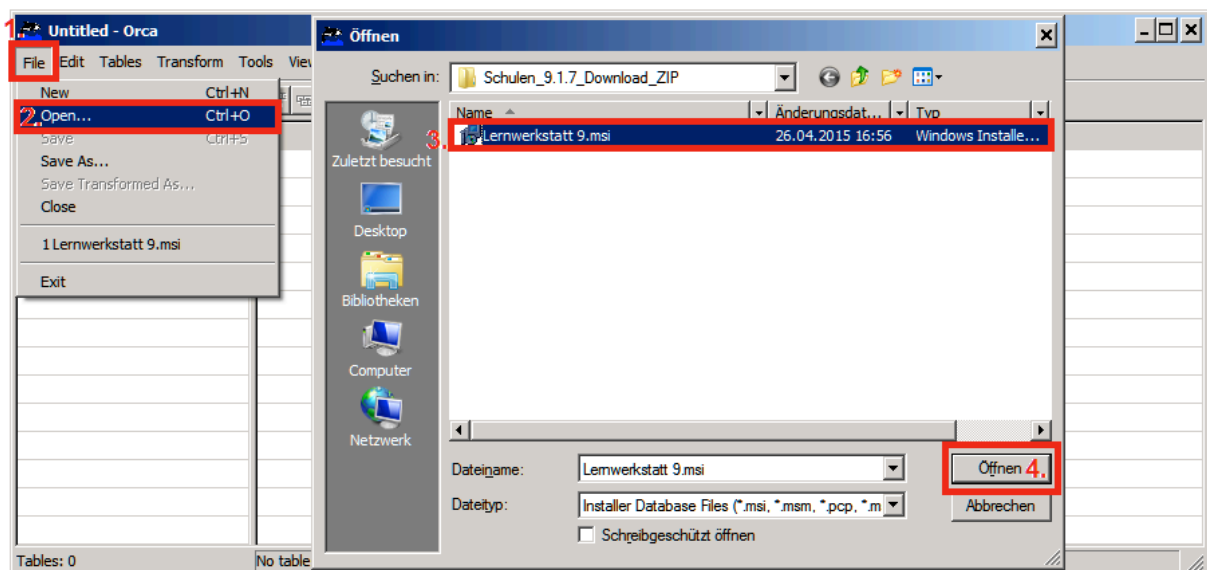 1.
Untitled - Orca
File Edit Tables Transform Tools View
New Ctrl+N
2. Open... Ctrl+O
Save Ctrl+S
Save As...
Save Transformed As...
Close
1 Lernwerkstatt 9.msi
Exit
Tables: 0
No table
Öffnen
Suchen in:
Schulen_9.1.7_Download_ZIP
Name Änderungsdat... Typ
3. Lernwerkstatt 9.msi 26.04.2015 16:56 Windows Installe...
Zuletzt besucht
Desktop
Bibliotheken
Computer
Netzwerk
Dateiname: Lernwerkstatt 9.msi Öffnen 4.
Dateityp: Installer Database Files (*.msi, *.msm, *.pcp, *.m Abbrechen
Schreibgeschützt öffnen